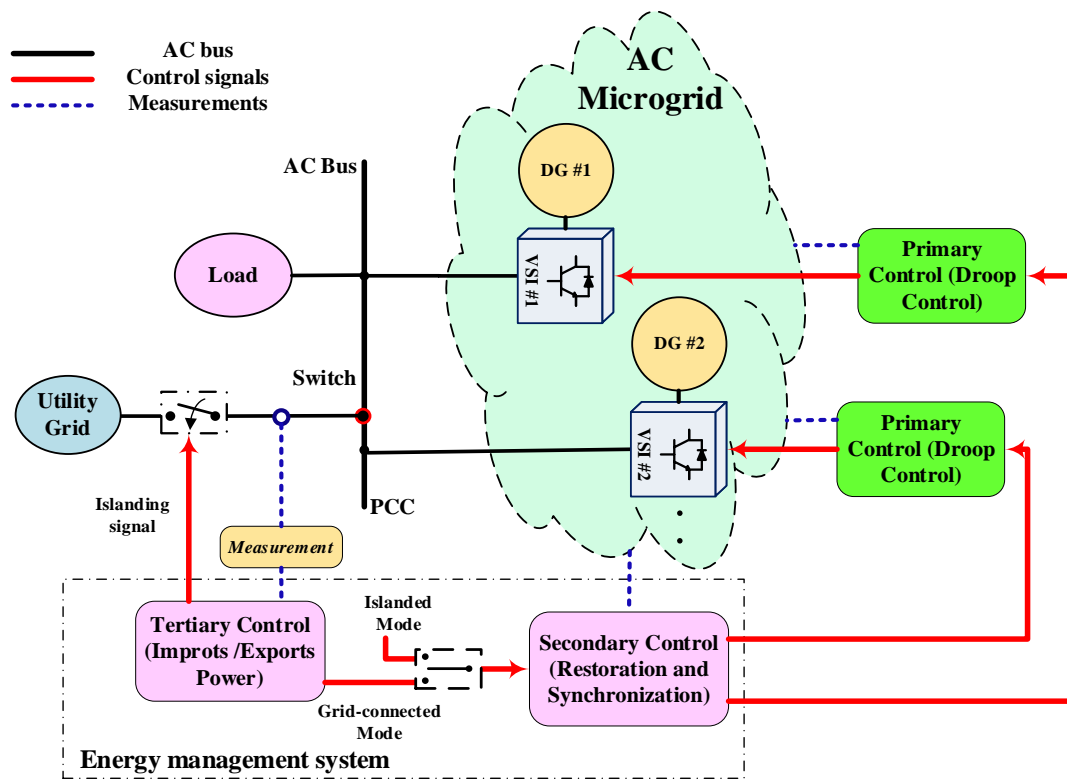 AC bus
Control signals
Measurements
AC
Microgrid
DG #1
AC Bus
VSI #1
Load
Primary
Control (Droop
Control)
DG #2
Switch
Utility
Grid
VSI #2
Primary
Control (Droop
Control)
PCC
Islanding
signal
Measurement
Tertiary Control
(Improts /Exports
Power)
Islanded
Mode
Grid-connected
Mode
Secondary Control
(Restoration and
Synchronization)
Energy management system